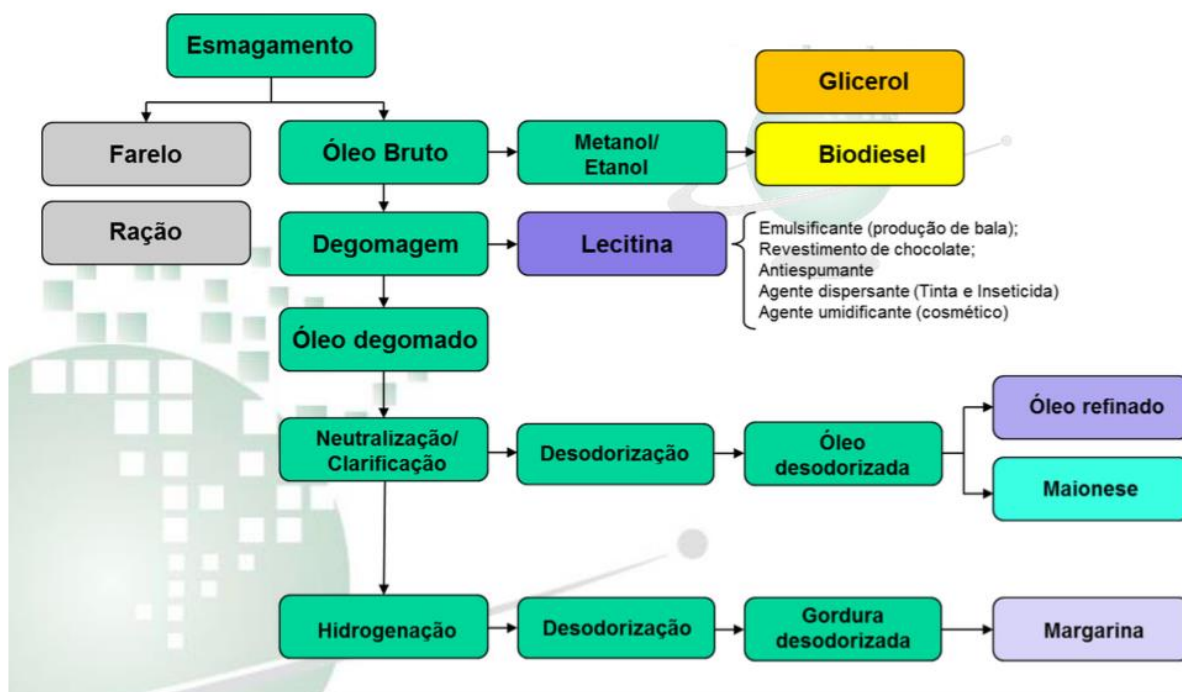 Esmagamento
Glicerol
Farelo
Óleo Bruto
Metanol/
Etanol
Biodiesel
Ração
Degomagem
Lecitina
Emulsificante (produção de bala);
Revestimento de chocolate;
Antiespumante
Agente dispersante (Tinta e Inseticida)
Agente umidificante (cosmético)
Óleo degomado
Neutralização/
Clarificação
Desodorização
Óleo
desodorizada
Óleo refinado
Maionese
Hidrogenação
Desodorização
Gordura
desodorizada
Margarina